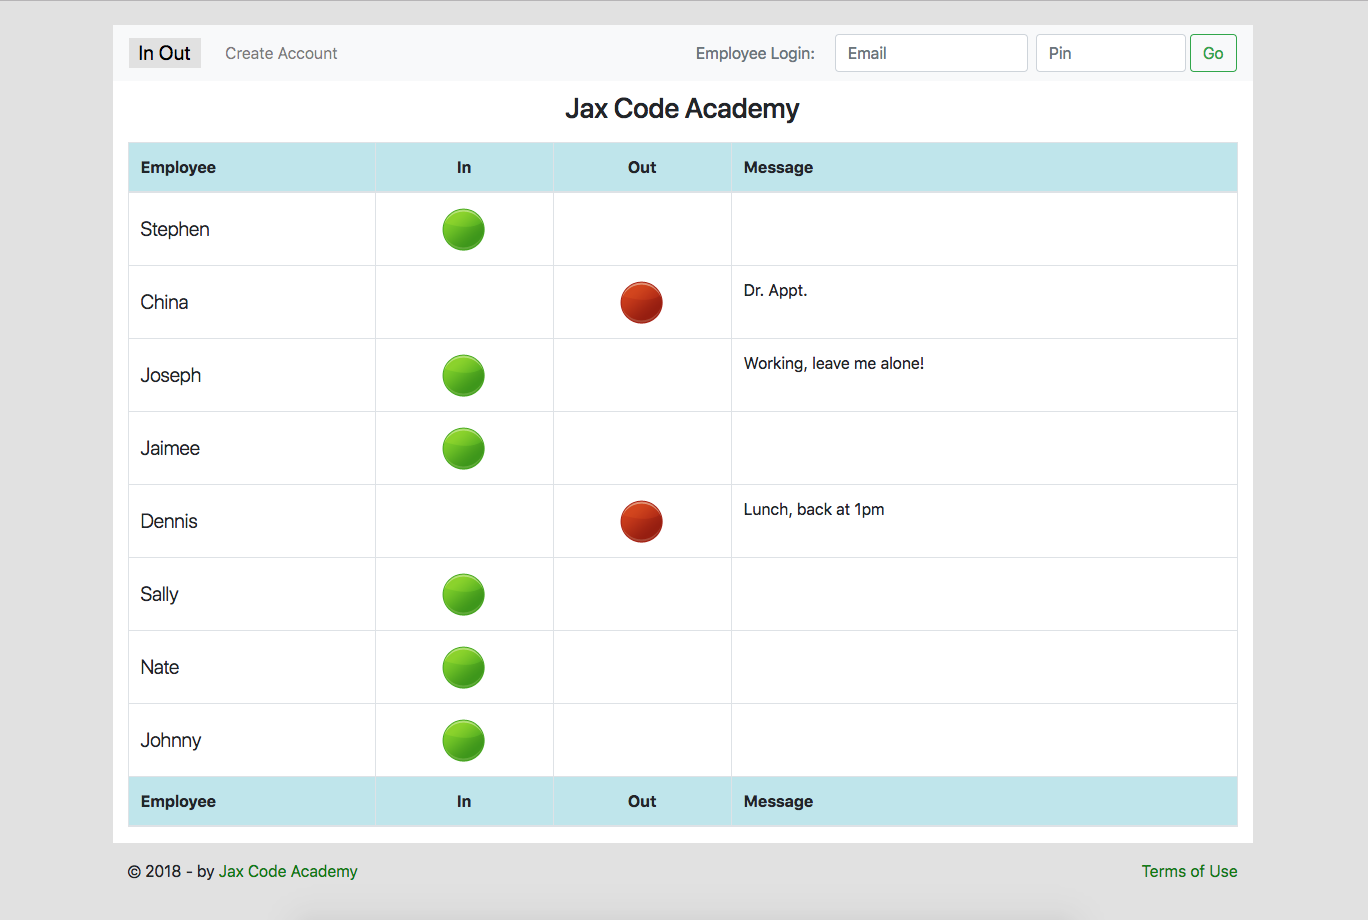 In Out Create Account Employee Login: Email Pin Go
Jax Code Academy
Employee In Out Message
Stephen
China Dr. Appt.
Joseph Working, leave me alone!
Jaimee
Dennis Lunch, back at 1pm
Sally
Nate
Johnny
Employee In Out Message
© 2018 - by Jax Code Academy Terms of Use